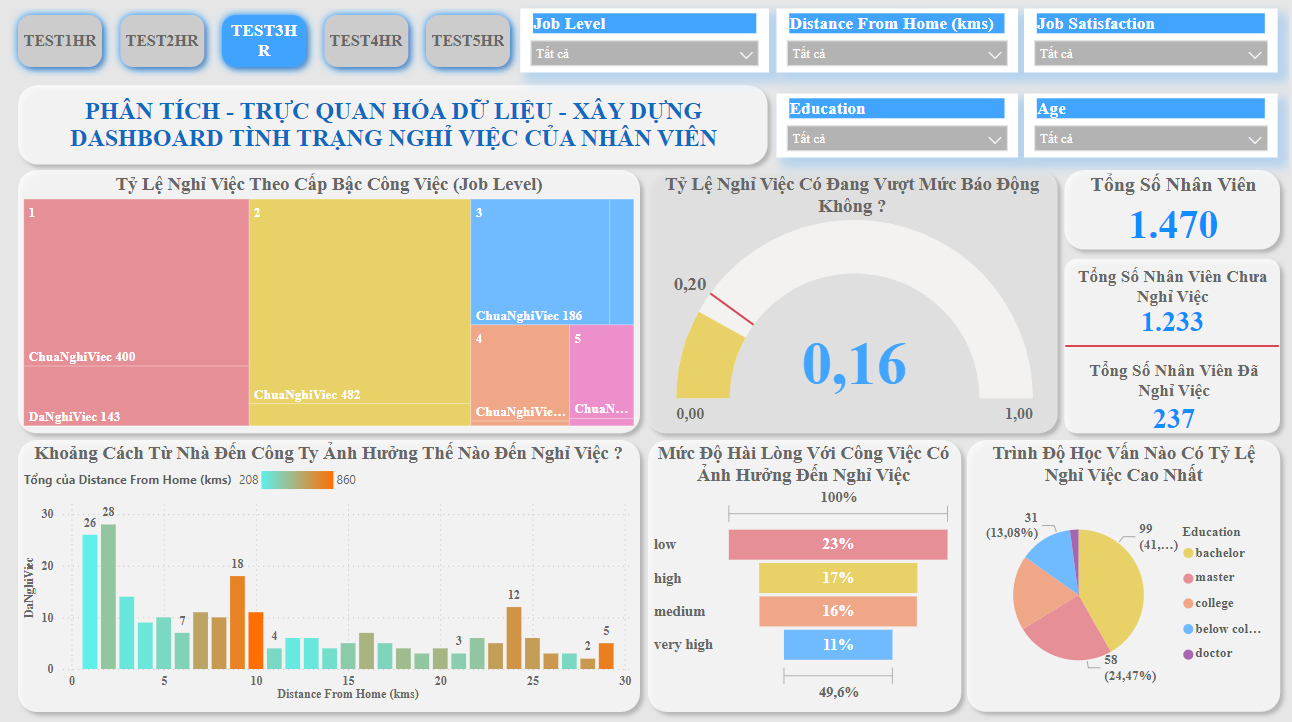 TEST1HR
TEST2HR
TEST3H
R
TEST4HR
TEST5HR
Job Level
Tất cả
Distance From Home (kms)
Tất cả
Job Satisfaction
Tất cả
PHÂN TÍCH - TRỰC QUAN HÓA DỮ LIỆU - XÂY DỰNG
DASHBOARD TÌNH TRẠNG NGHỈ VIỆC CỦA NHÂN VIÊN
Education
Tất cả
Age
Tất cả
Tỷ Lệ Nghỉ Việc Theo Cấp Bậc Công Việc (Job Level)
1
ChuaNghiViec 400
DaNghiViec 143
2
ChuaNghiViec 482
3
ChuaNghiViec 186
4
ChuaNghiVie...
5
ChuaN...
Tỷ Lệ Nghỉ Việc Có Đang Vượt Mức Báo Động
Không ?
0,20
0,16
0,00
1,00
Tổng Số Nhân Viên
1.470
Tổng Số Nhân Viên Chưa
Nghỉ Việc
1.233
Tổng Số Nhân Viên Đã
Nghỉ Việc
237
Khoảng Cách Từ Nhà Đến Công Ty Ảnh Hưởng Thế Nào Đến Nghỉ Việc ?
Tổng của Distance From Home (kms) 208 860
DaNghiViec
30
20
10
0
26
28
7
18
4
3
12
2
5
0 5 10 15 20 25 30
Distance From Home (kms)
Mức Độ Hài Lòng Với Công Việc Có
Ảnh Hưởng Đến Nghỉ Việc
100%
low 23%
high 17%
medium 16%
very high 11%
49,6%
Trình Độ Học Vấn Nào Có Tỷ Lệ
Nghỉ Việc Cao Nhất
31
(13,08%)
99
(41,...)
58
(24,47%)
Education
bachelor
master
college
below col...
doctor